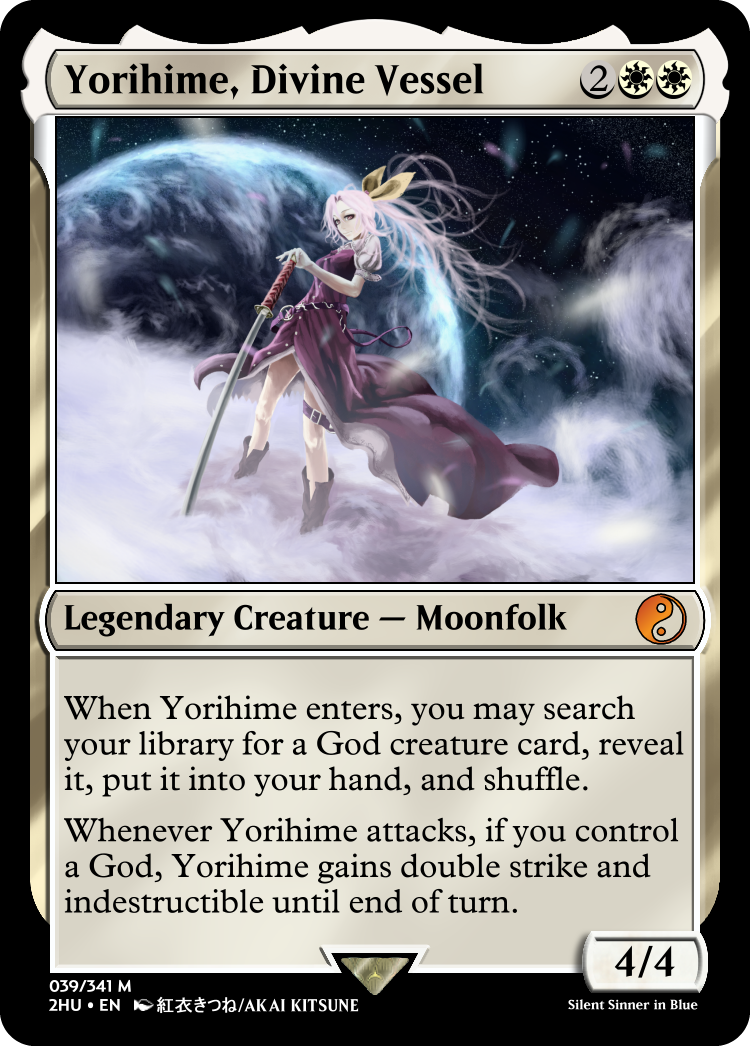 Yorihime, Divine Vessel 2
Legendary Creature — Moonfolk
When Yorihime enters, you may search
your library for a God creature card, reveal
it, put it into your hand, and shuffle.
Whenever Yorihime attacks, if you control
a God, Yorihime gains double strike and
indestructible until end of turn.
4/4
039/341 M
2HU • EN 紅衣きつね/AKAI KITSUNE
Silent Sinner in Blue